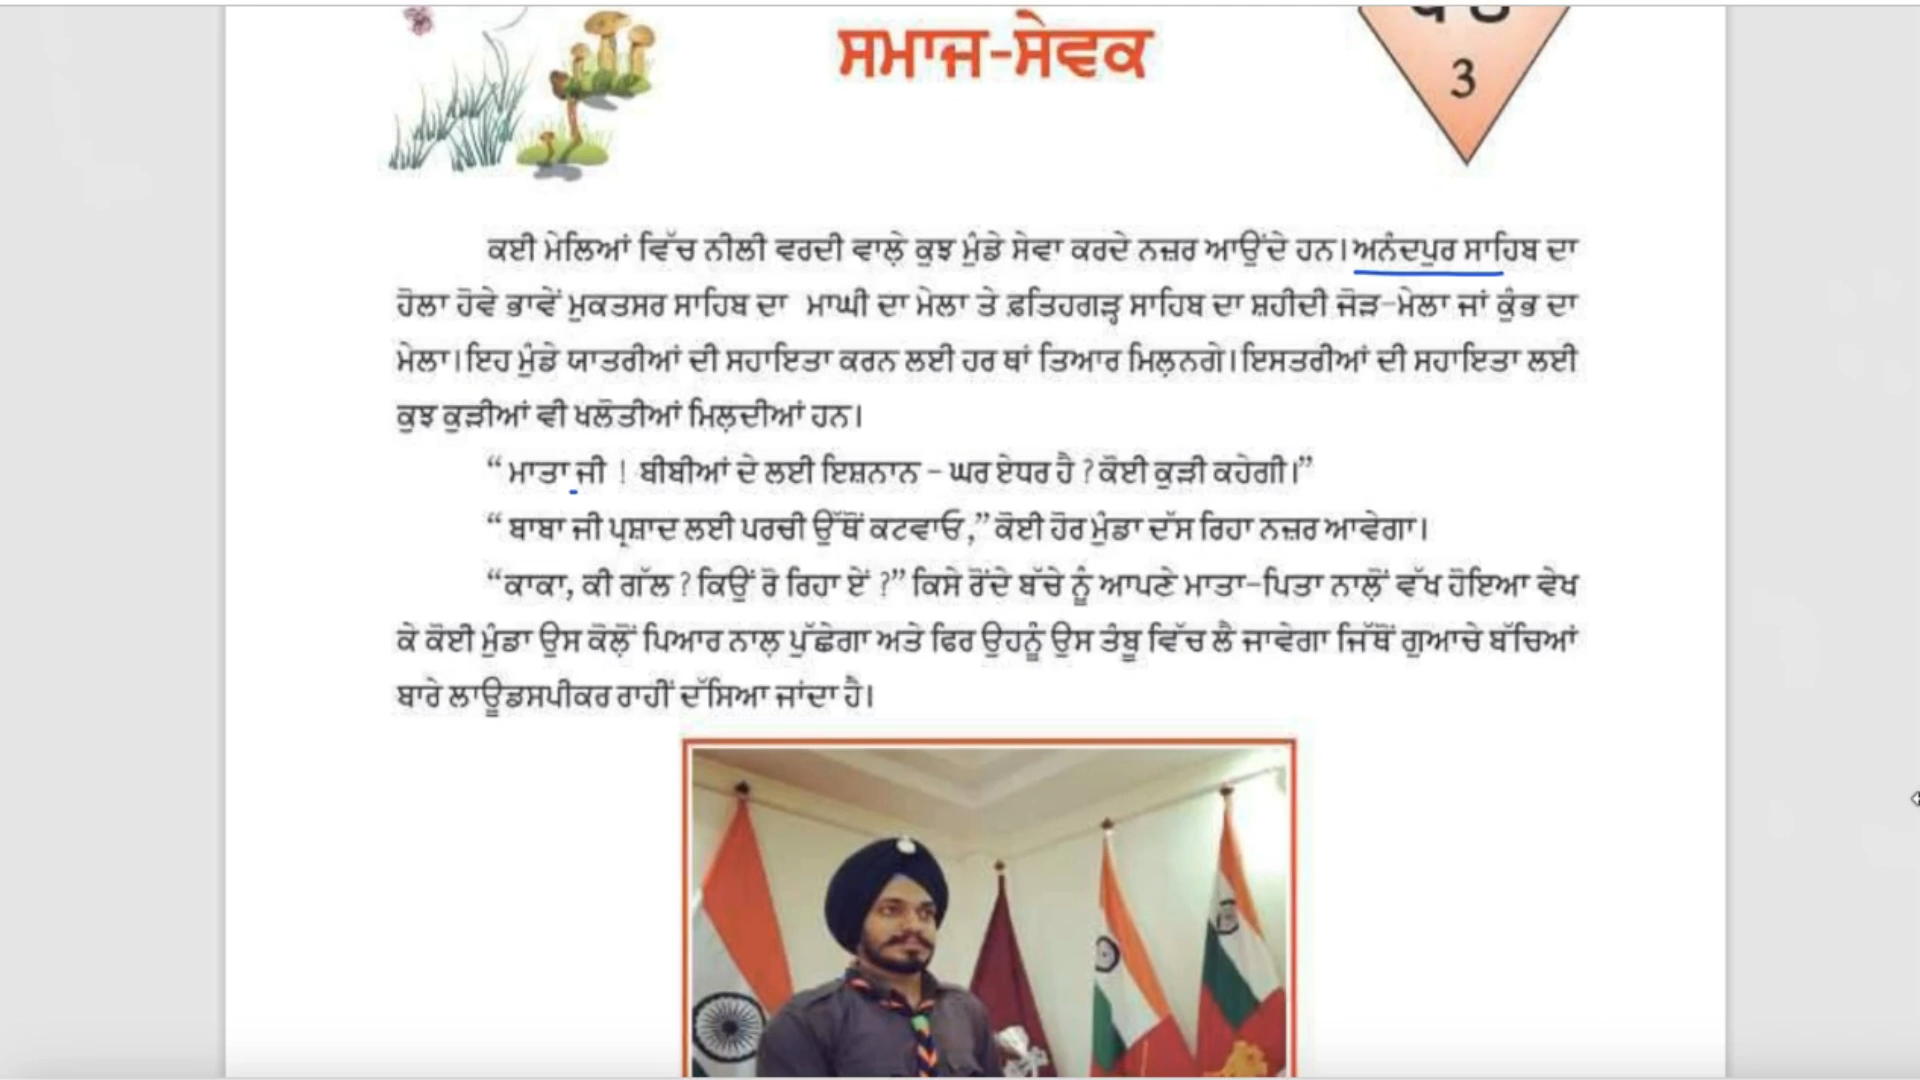 ਸਮਾਜ-ਸੇਵਕ
3
ਕਈ ਮੇਲਿਆਂ ਵਿੱਚ ਨੀਲੀ ਵਰਦੀ ਵਾਲ਼ੇ ਕੁਝ ਮੁੰਡੇ ਸੇਵਾ ਕਰਦੇ ਨਜ਼ਰ ਆਉਂਦੇ ਹਨ। ਅਨੰਦਪੁਰ ਸਾਹਿਬ ਦਾ
ਹੋਲਾ ਹੋਵੇ ਭਾਵੇਂ ਮੁਕਤਸਰ ਸਾਹਿਬ ਦਾ ਮਾਘੀ ਦਾ ਮੇਲਾ ਤੇ ਫ਼ਤਿਹਗੜ੍ਹ ਸਾਹਿਬ ਦਾ ਸ਼ਹੀਦੀ ਜੋੜ-ਮੇਲਾ ਜਾਂ ਕੁੰਭ ਦਾ
ਮੇਲਾ। ਇਹ ਮੁੰਡੇ ਯਾਤਰੀਆਂ ਦੀ ਸਹਾਇਤਾ ਕਰਨ ਲਈ ਹਰ ਥਾਂ ਤਿਆਰ ਮਿਲ਼ਨਗੇ। ਇਸਤਰੀਆਂ ਦੀ ਸਹਾਇਤਾ ਲਈ
ਕੁਝ ਕੁੜੀਆਂ ਵੀ ਖਲੋਤੀਆਂ ਮਿਲ਼ਦੀਆਂ ਹਨ।
“ ਮਾਤਾ ਜੀ ! ਬੀਬੀਆਂ ਦੇ ਲਈ ਇਸ਼ਨਾਨ - ਘਰ ਏਧਰ ਹੈ ? ਕੋਈ ਕੁੜੀ ਕਹੇਗੀ।”
“ ਬਾਬਾ ਜੀ ਪ੍ਰਸ਼ਾਦ ਲਈ ਪਰਚੀ ਉੱਥੋਂ ਕਟਵਾਓ ,” ਕੋਈ ਹੋਰ ਮੁੰਡਾ ਦੱਸ ਰਿਹਾ ਨਜ਼ਰ ਆਵੇਗਾ।
“ਕਾਕਾ, ਕੀ ਗੱਲ ? ਕਿਉਂ ਰੋ ਰਿਹਾ ਏਂ ?” ਕਿਸੇ ਰੋਂਦੇ ਬੱਚੇ ਨੂੰ ਆਪਣੇ ਮਾਤਾ-ਪਿਤਾ ਨਾਲ਼ੋਂ ਵੱਖ ਹੋਇਆ ਵੇਖ
ਕੇ ਕੋਈ ਮੁੰਡਾ ਉਸ ਕੋਲ਼ੋਂ ਪਿਆਰ ਨਾਲ਼ ਪੁੱਛੇਗਾ ਅਤੇ ਫਿਰ ਉਹਨੂੰ ਉਸ ਤੰਬੂ ਵਿੱਚ ਲੈ ਜਾਵੇਗਾ ਜਿੱਥੋਂ ਗੁਆਚੇ ਬੱਚਿਆਂ
ਬਾਰੇ ਲਾਊਡਸਪੀਕਰ ਰਾਹੀਂ ਦੱਸਿਆ ਜਾਂਦਾ ਹੈ।